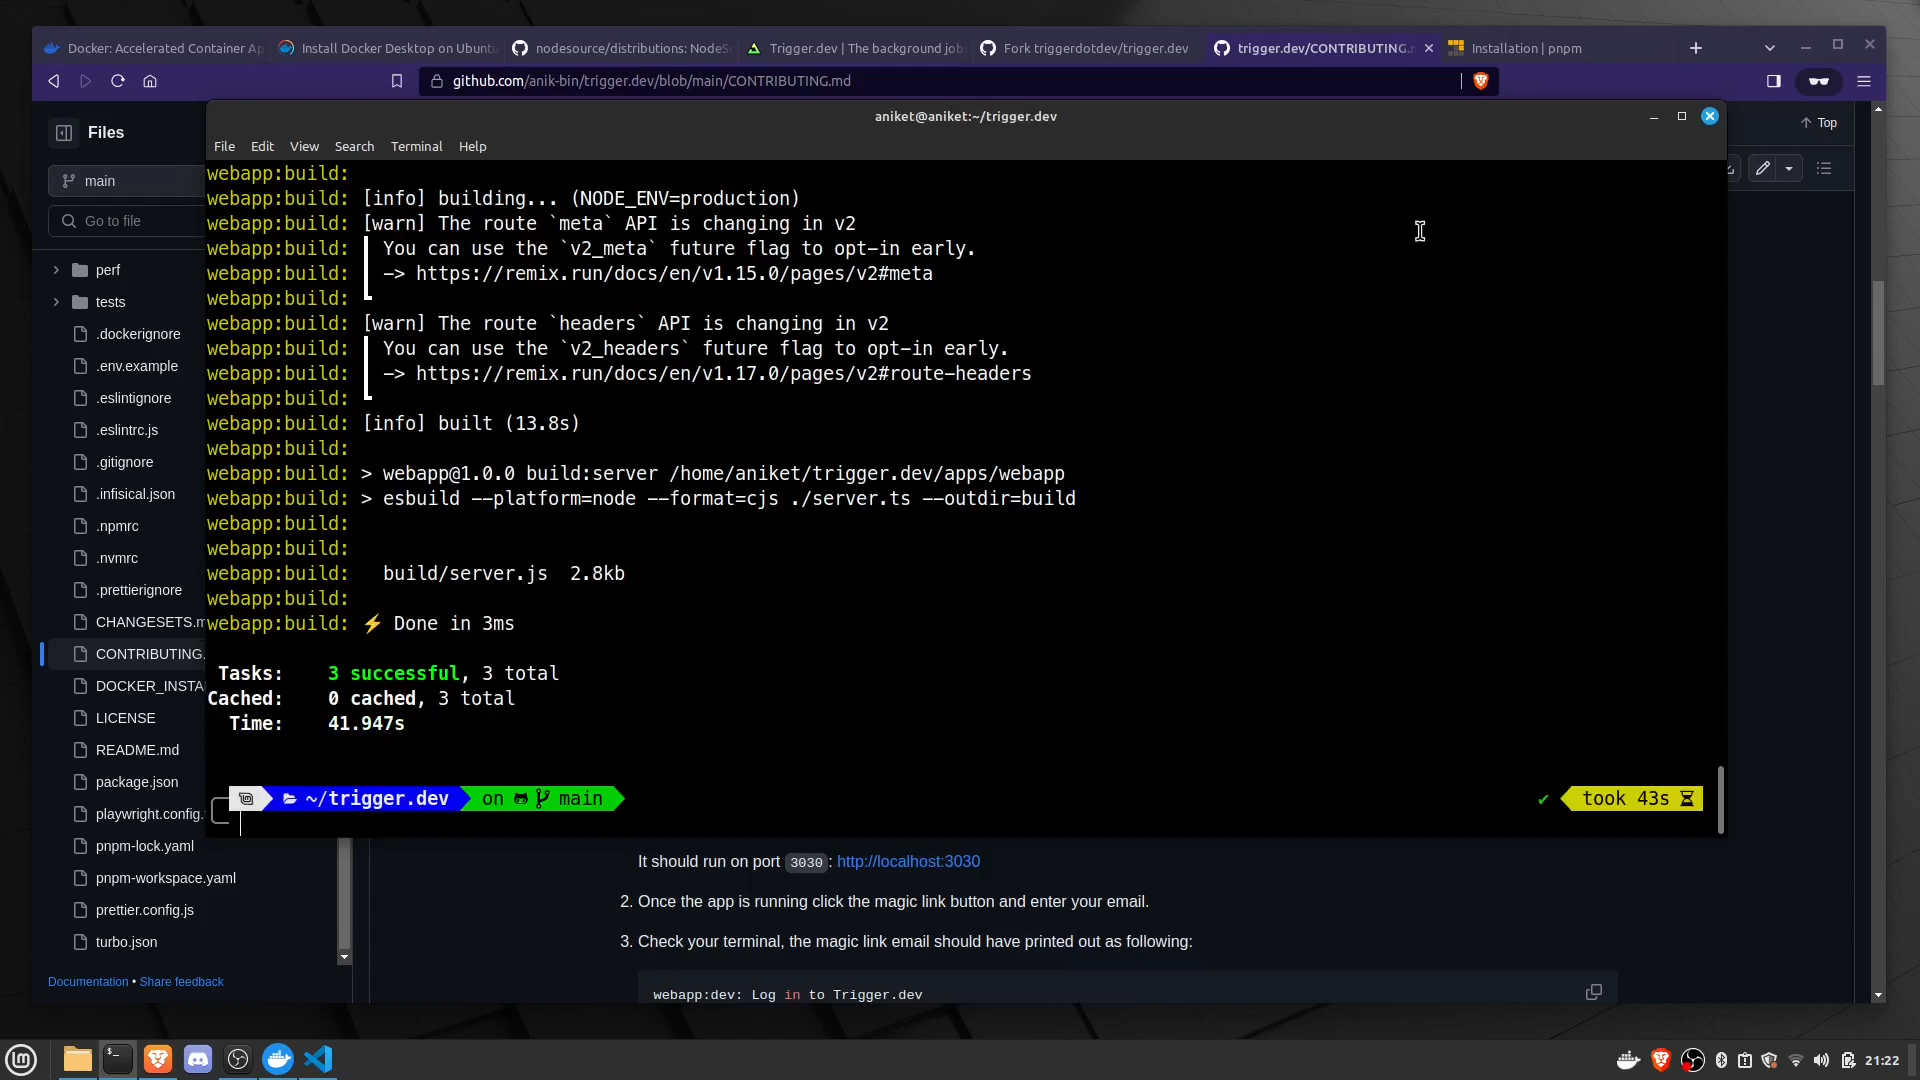 Docker: Accelerated Container Ap
Install Docker Desktop on Ubuntu
nodesource/distributions: NodeSo
Trigger.dev | The background job
Fork triggerdotdev/trigger.dev
trigger.dev/CONTRIBUTING.
Installation | pnpm
github.com/anik-bin/trigger.dev/blob/main/CONTRIBUTING.md
Files
main
Go to file
perf
tests
.dockerignore
.env.example
.eslintignore
.eslintrc.js
.gitignore
.infisical.json
.npmrc
.nvmrc
.prettierignore
CHANGESETS.m
CONTRIBUTING.
DOCKER_INSTA
LICENSE
README.md
package.json
playwright.config.
pnpm-lock.yaml
pnpm-workspace.yaml
prettier.config.js
turbo.json
Documentation • Share feedback
Top
aniket@aniket:~/trigger.dev
File Edit View Search Terminal Help
webapp:build:
webapp:build: [info] building... (NODE_ENV=production)
webapp:build: [warn] The route `meta` API is changing in v2
webapp:build: You can use the `v2_meta` future flag to opt-in early.
webapp:build: -> https://remix.run/docs/en/v1.15.0/pages/v2#meta
webapp:build:
webapp:build: [warn] The route `headers` API is changing in v2
webapp:build: You can use the `v2_headers` future flag to opt-in early.
webapp:build: -> https://remix.run/docs/en/v1.17.0/pages/v2#route-headers
webapp:build:
webapp:build: [info] built (13.8s)
webapp:build:
webapp:build: > webapp@1.0.0 build:server /home/aniket/trigger.dev/apps/webapp
webapp:build: > esbuild --platform=node --format=cjs ./server.ts --outdir=build
webapp:build:
webapp:build:
webapp:build: build/server.js 2.8kb
webapp:build:
webapp:build: ⚡ Done in 3ms
Tasks: 3 successful, 3 total
Cached: 0 cached, 3 total
Time: 41.947s
~/trigger.dev on main ✔ took 43s
It should run on port 3030: http://localhost:3030
2. Once the app is running click the magic link button and enter your email.
3. Check your terminal, the magic link email should have printed out as following:
webapp:dev: Log in to Trigger.dev
21:22